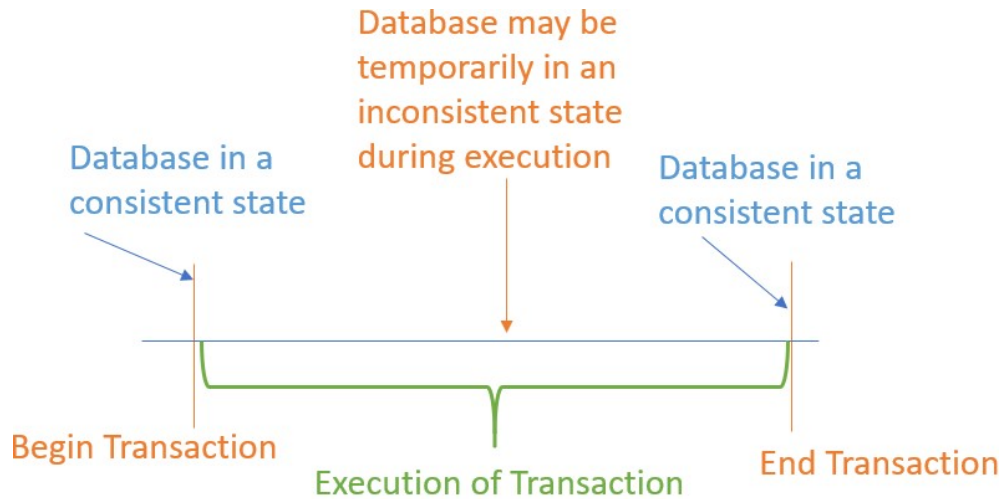 Database may be
temporarily in an
inconsistent state
during execution
Database in a
consistent state
Database in a
consistent state
Begin Transaction
End Transaction
Execution of Transaction